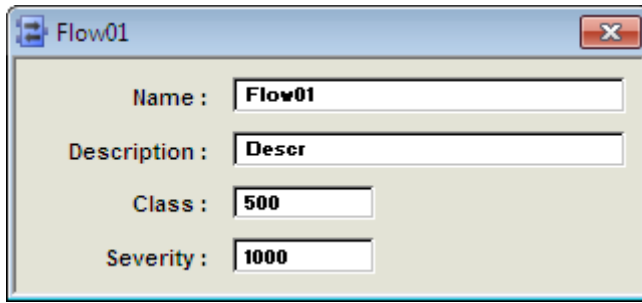 Flow01
Name : Flow01
Description : Descr
Class : 500
Severity : 1000